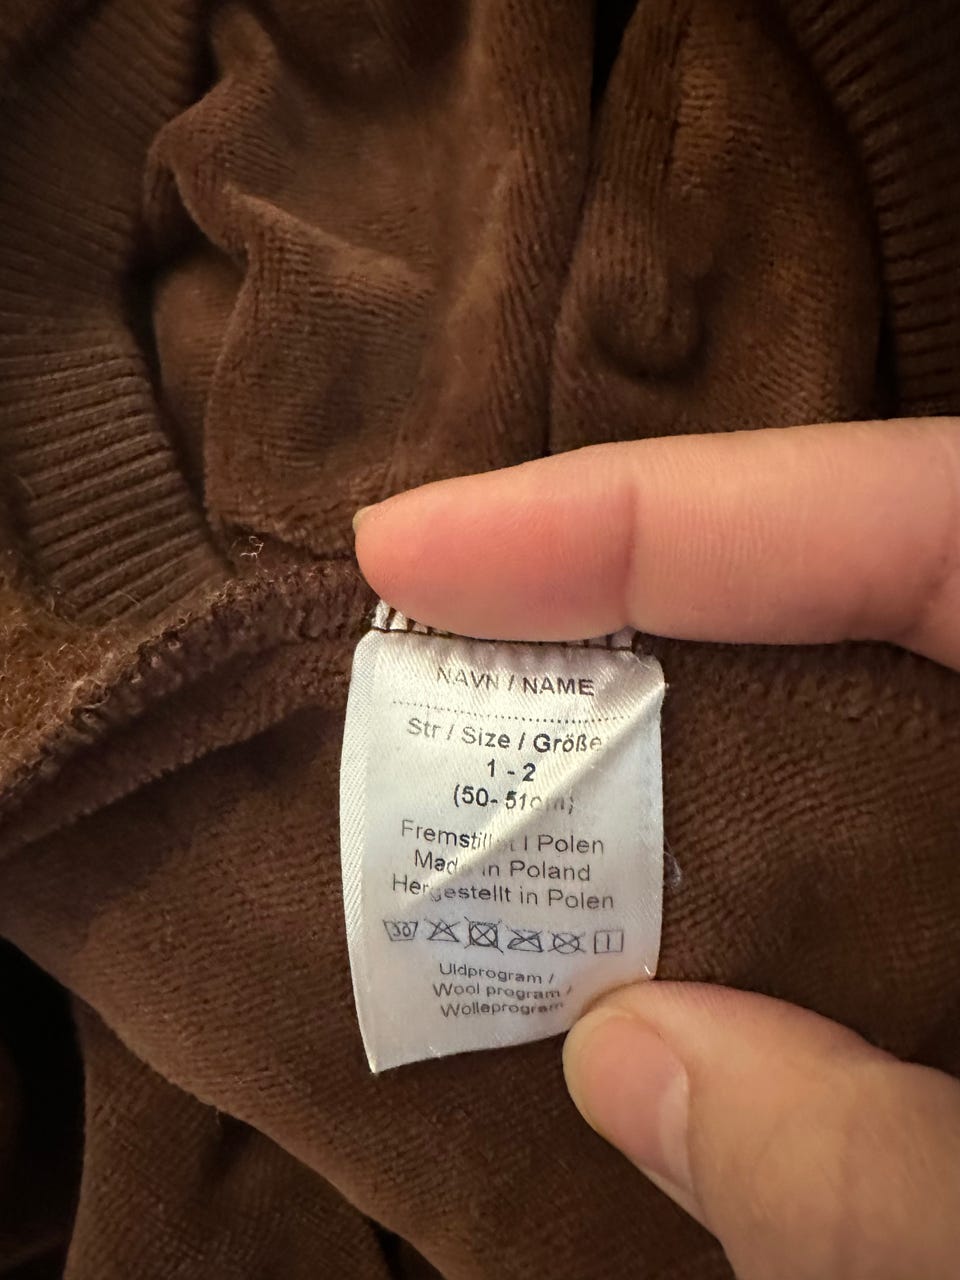 NAVN / NAME
Str / Size / Größe
1 - 2
(50- 51cm)
Fremstillet I Polen
Made in Poland
Hergestellt in Polen
30
Uldprogram /
Wool program /
Wolleprogram